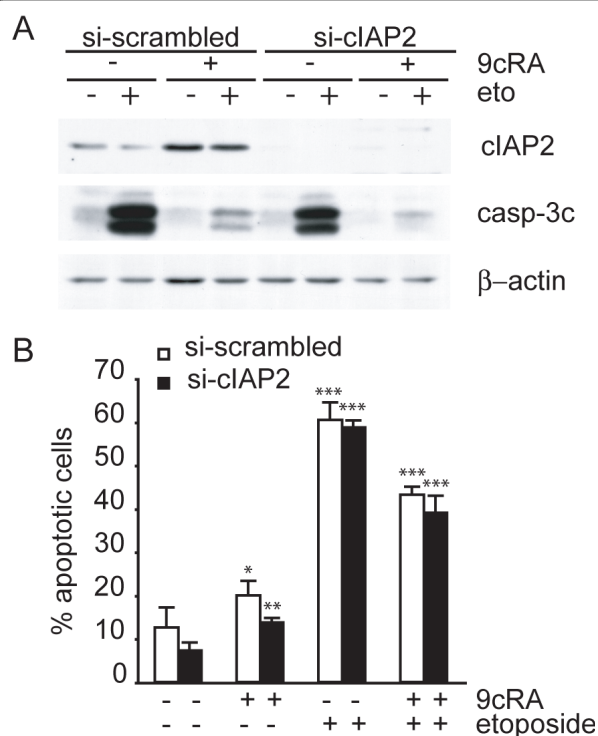 A
si-scrambled si-cIAP2
- + - + 9cRA
- + - + - + - + eto
cIAP2
casp-3c
β–actin
B
si-scrambled
si-cIAP2
% apoptotic cells
70
60
50
40
30
20
10
0
*** ***
*** ***
*
**
- - + + - - + + 9cRA
- - - - + + + + etoposide